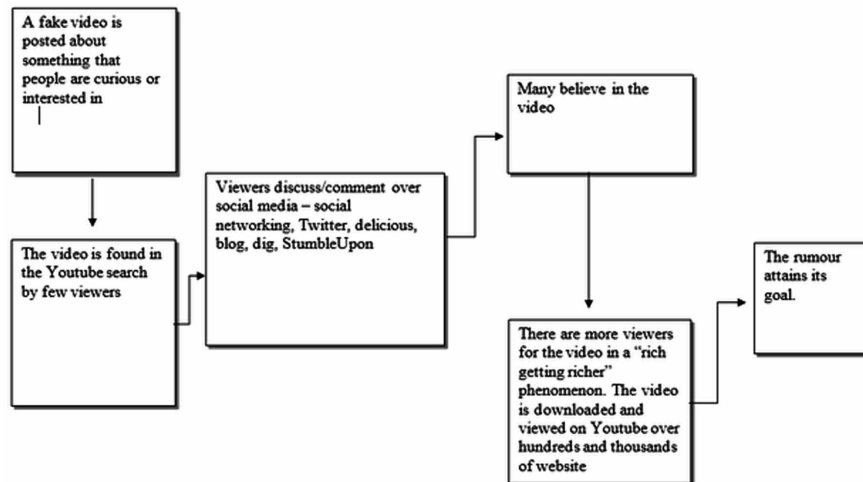 A fake video is
posted about
something that
people are curious or
interested in
The video is found in
the Youtube search
by few viewers
Viewers discuss/comment over
social media – social
networking, Twitter, delicious,
blog, dig, StumbleUpon
Many believe in the
video
There are more viewers
for the video in a “rich
getting richer”
phenomenon. The video
is downloaded and
viewed on Youtube over
hundreds and thousands
of website
The rumour
attains its
goal.